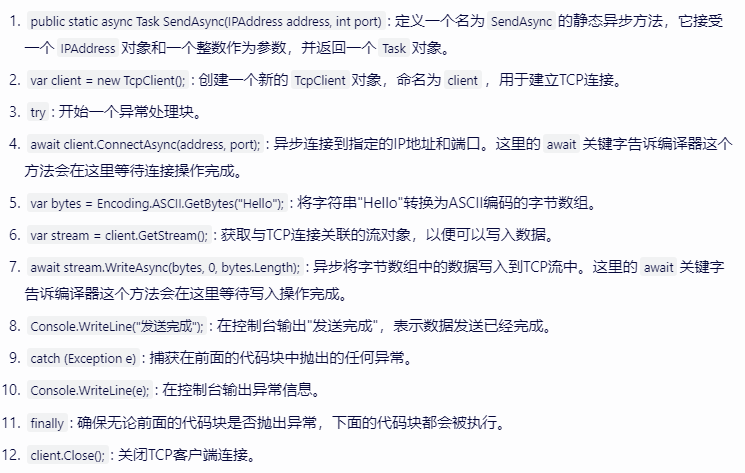 1. public static async Task SendAsync(IPAddress address, int port) : 定义一个名为 SendAsync 的静态异步方法，它接受
一个 IPAddress 对象和一个整数作为参数，并返回一个 Task 对象。
2. var client = new TcpClient(); : 创建一个新的 TcpClient 对象，命名为 client ，用于建立TCP连接。
3. try : 开始一个异常处理块。
4. await client.ConnectAsync(address, port); : 异步连接到指定的IP地址和端口。这里的 await 关键字告诉编译器这个
方法会在这里等待连接操作完成。
5. var bytes = Encoding.ASCII.GetBytes("Hello"); : 将字符串"Hello"转换为ASCII编码的字节数组。
6. var stream = client.GetStream(); : 获取与TCP连接关联的流对象，以便可以写入数据。
7. await stream.WriteAsync(bytes, 0, bytes.Length); : 异步将字节数组中的数据写入到TCP流中。这里的 await 关键字
告诉编译器这个方法会在这里等待写入操作完成。
8. Console.WriteLine("发送完成"); : 在控制台输出"发送完成"，表示数据发送已经完成。
9. catch (Exception e) : 捕获在前面的代码块中抛出的任何异常。
10. Console.WriteLine(e); : 在控制台输出异常信息。
11. finally : 确保无论前面的代码块是否抛出异常，下面的代码块都会被执行。
12. client.Close(); : 关闭TCP客户端连接。